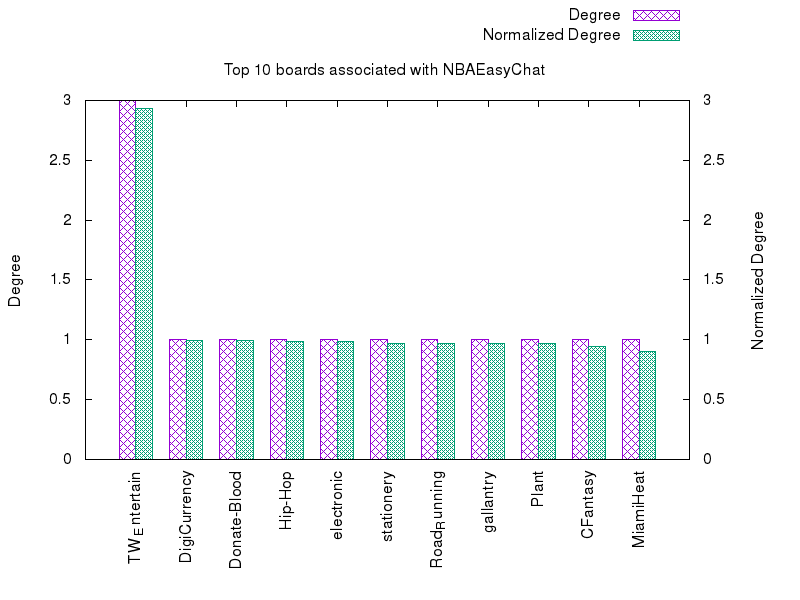 Degree
Normalized Degree
Top 10 boards associated with NBAEasyChat
3 3
2.5 2.5
2 2
1.5 1.5
1 1
0.5 0.5
0 0
Degree
Normalized Degree
TWEntertain
DigiCurrency
Donate-Blood
Hip-Hop
electronic
stationery
RoadRunning
gallantry
Plant
CFantasy
MiamiHeat